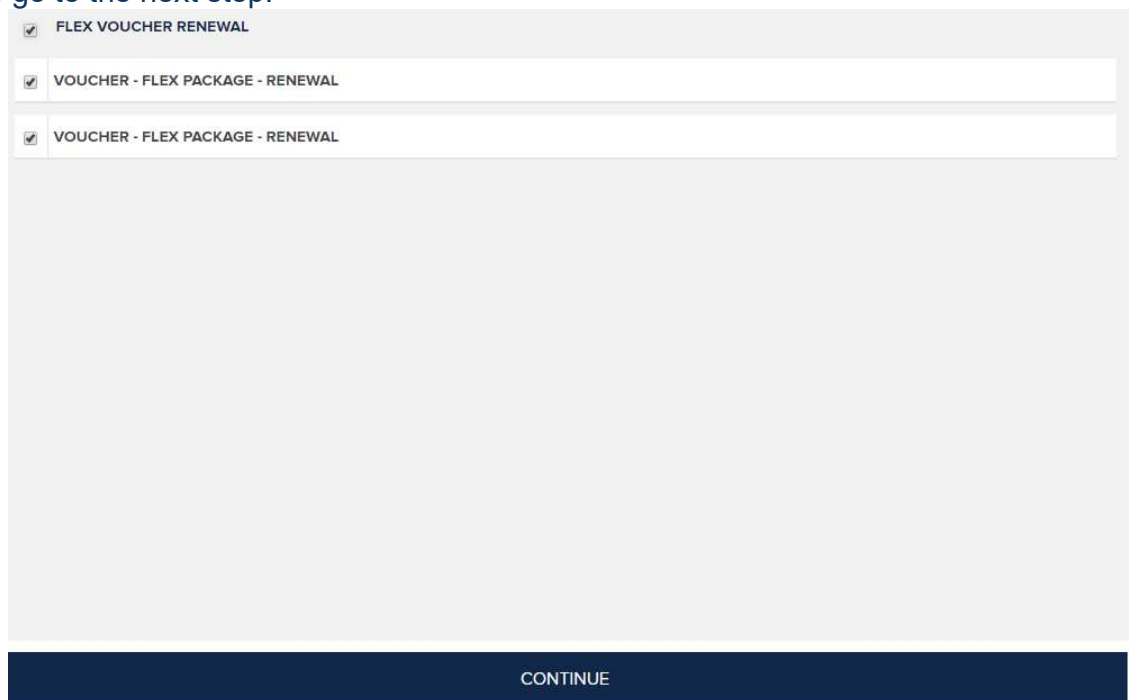 go to the next step.
FLEX VOUCHER RENEWAL
VOUCHER - FLEX PACKAGE - RENEWAL
VOUCHER - FLEX PACKAGE - RENEWAL
CONTINUE